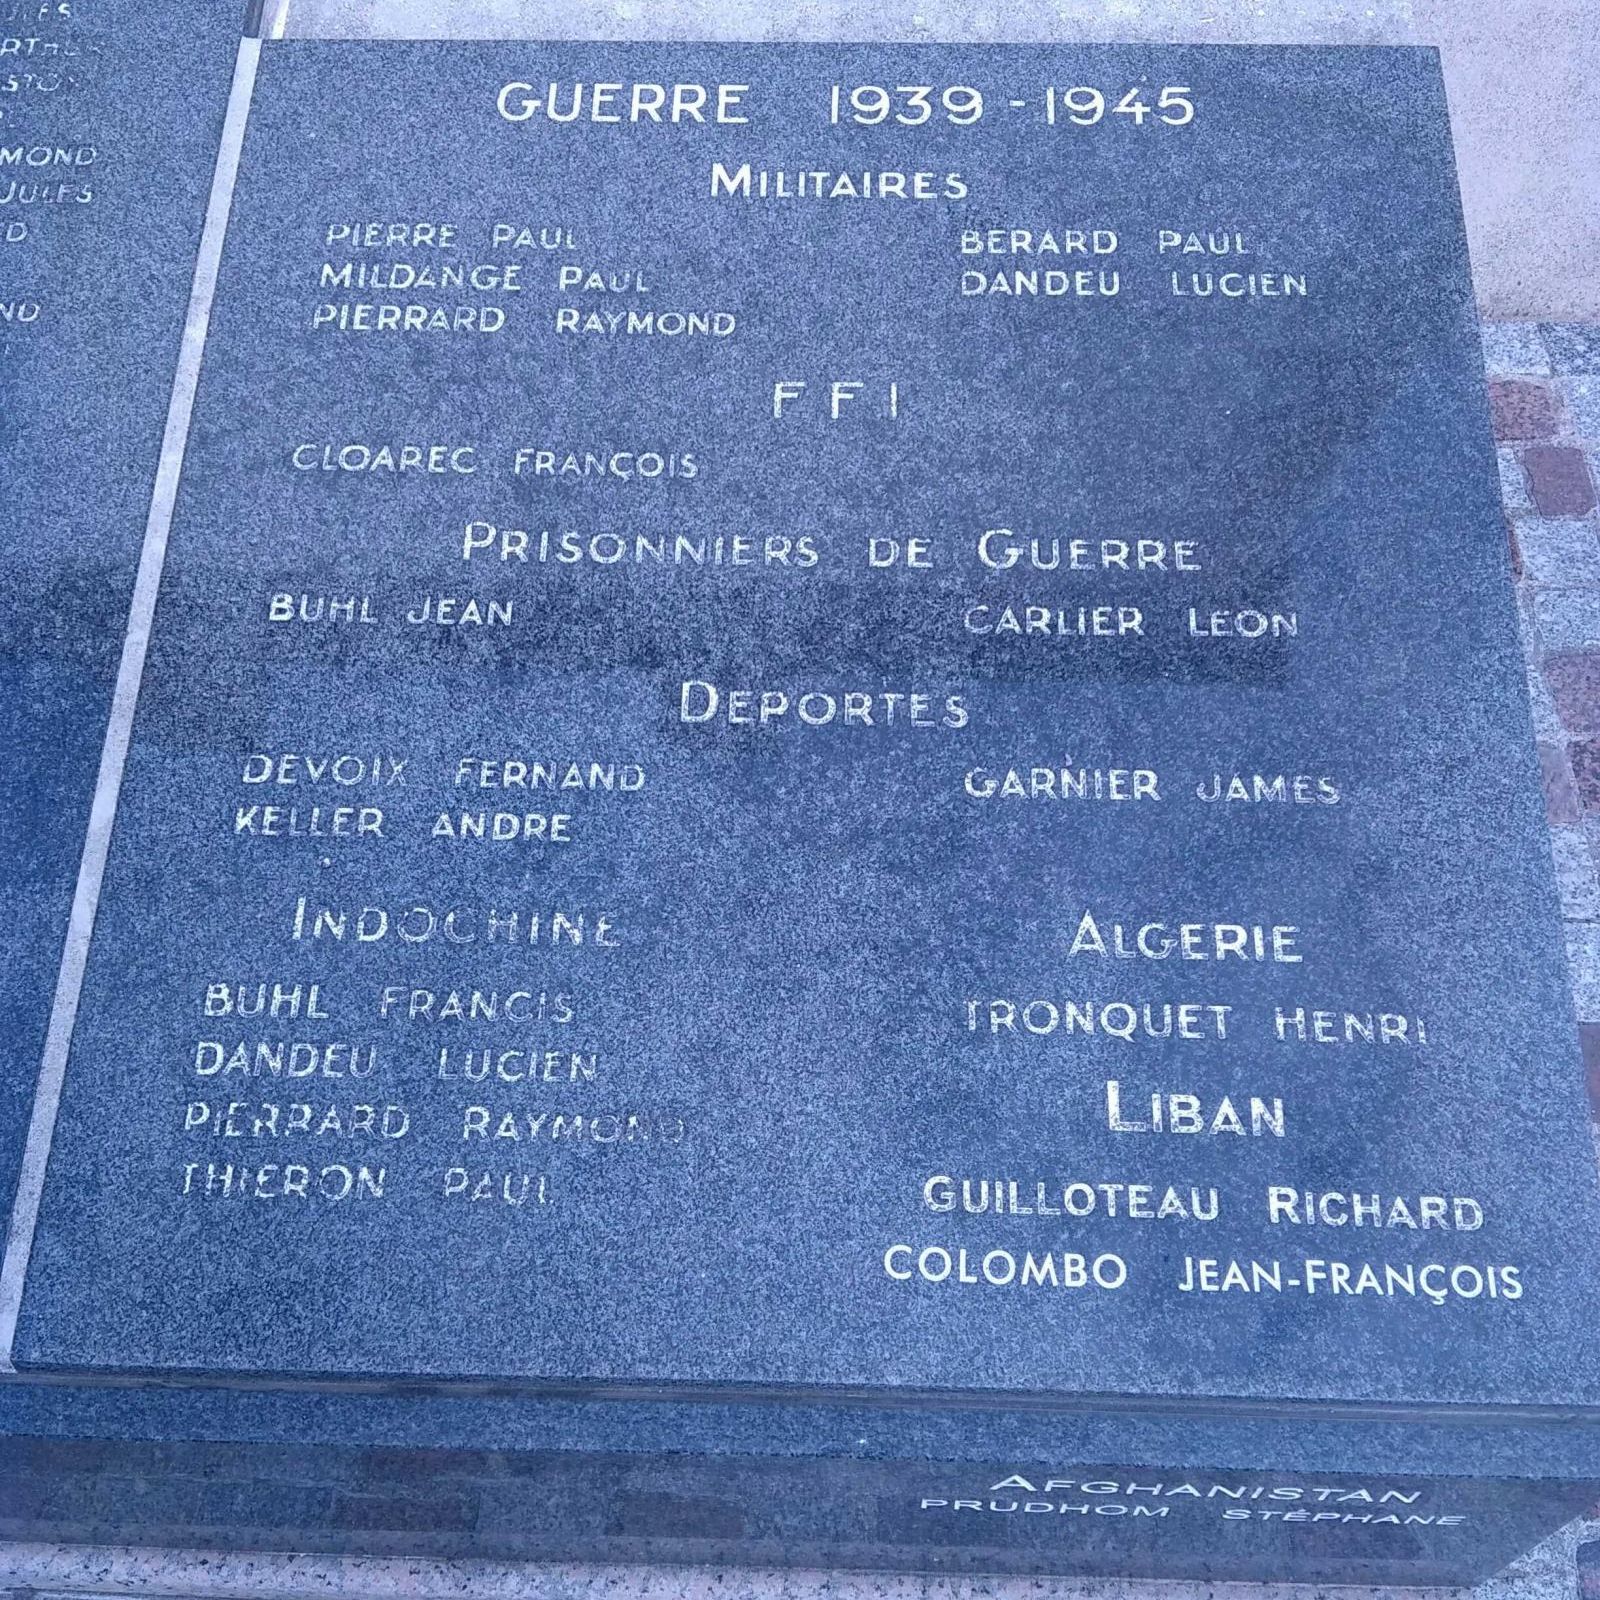 MOND
JULES
GUERRE 1939-1945
MILITAIRES
PIERRE PAUL BERARD PAUL
MILDANGE PAUL DANDEU LUCIEN
PIERRARD RAYMOND
F F I
CLOAREC FRANÇOIS
PRISONNIERS DE GUERRE
BUHL JEAN CARLIER LEON
DEPORTES
DEVOIX FERNAND GARNIER JAMES
KELLER ANDRE
INDOCHINE
BUHL FRANCIS
DANDEU LUCIEN
PIERRARD RAYMOND
THIERON PAUL
ALGERIE
TRONQUET HENRI
LIBAN
GUILLOTEAU RICHARD
COLOMBO JEAN-FRANÇOIS
AFGHANISTAN
PRUDHOM STÉPHANE